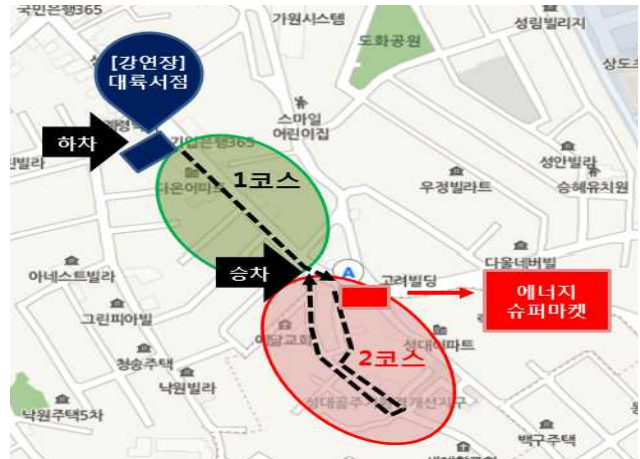 국민은행365
가원시스템
도화공원
성림빌리지
상도초
[강연장]
대륙서점
스마일
어린이집
하차
기업은행365
1코스
다온아파트
우정빌라트
성안빌라
승혜유치원
아네스트빌라
승차
A
고려빌딩
다울네버빌
에너지
슈퍼마켓
그린피아빌
청송주택
낙원빌라
2코스
성대아파트
낙원주택5차
백구주택